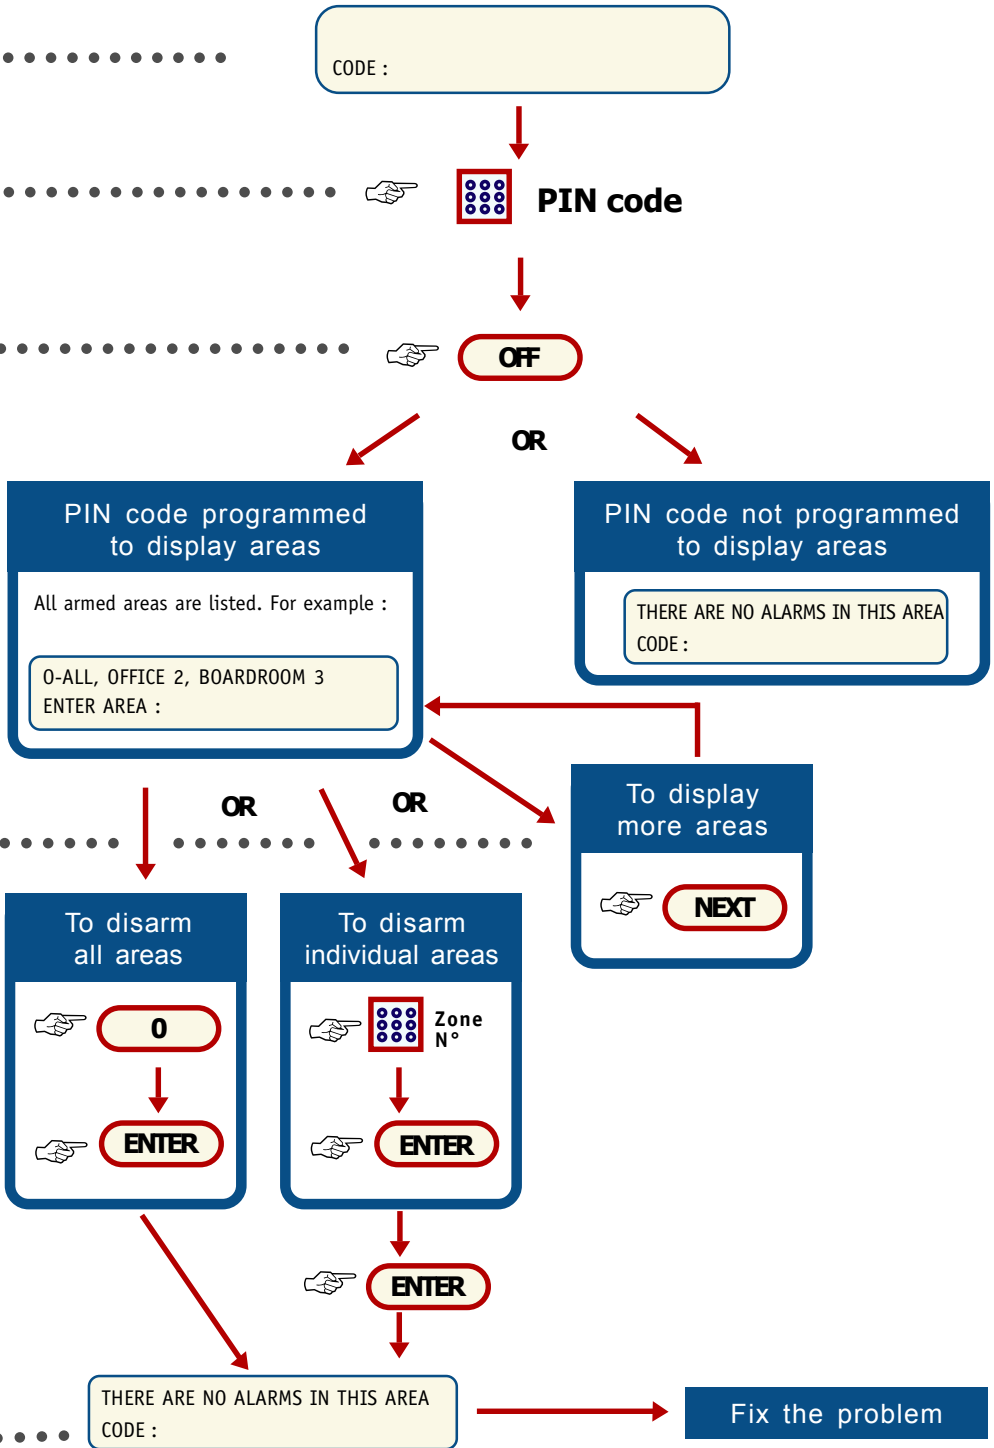 CODE :
PIN code
OFF
OR
PIN code programmed
to display areas
All armed areas are listed. For example :
0-ALL, OFFICE 2, BOARDROOM 3
ENTER AREA :
PIN code not programmed
to display areas
THERE ARE NO ALARMS IN THIS AREA
CODE :
OR
OR
To display
more areas
NEXT
To disarm
all areas
0
ENTER
To disarm
individual areas
Zone
N°
ENTER
ENTER
THERE ARE NO ALARMS IN THIS AREA
CODE :
Fix the problem